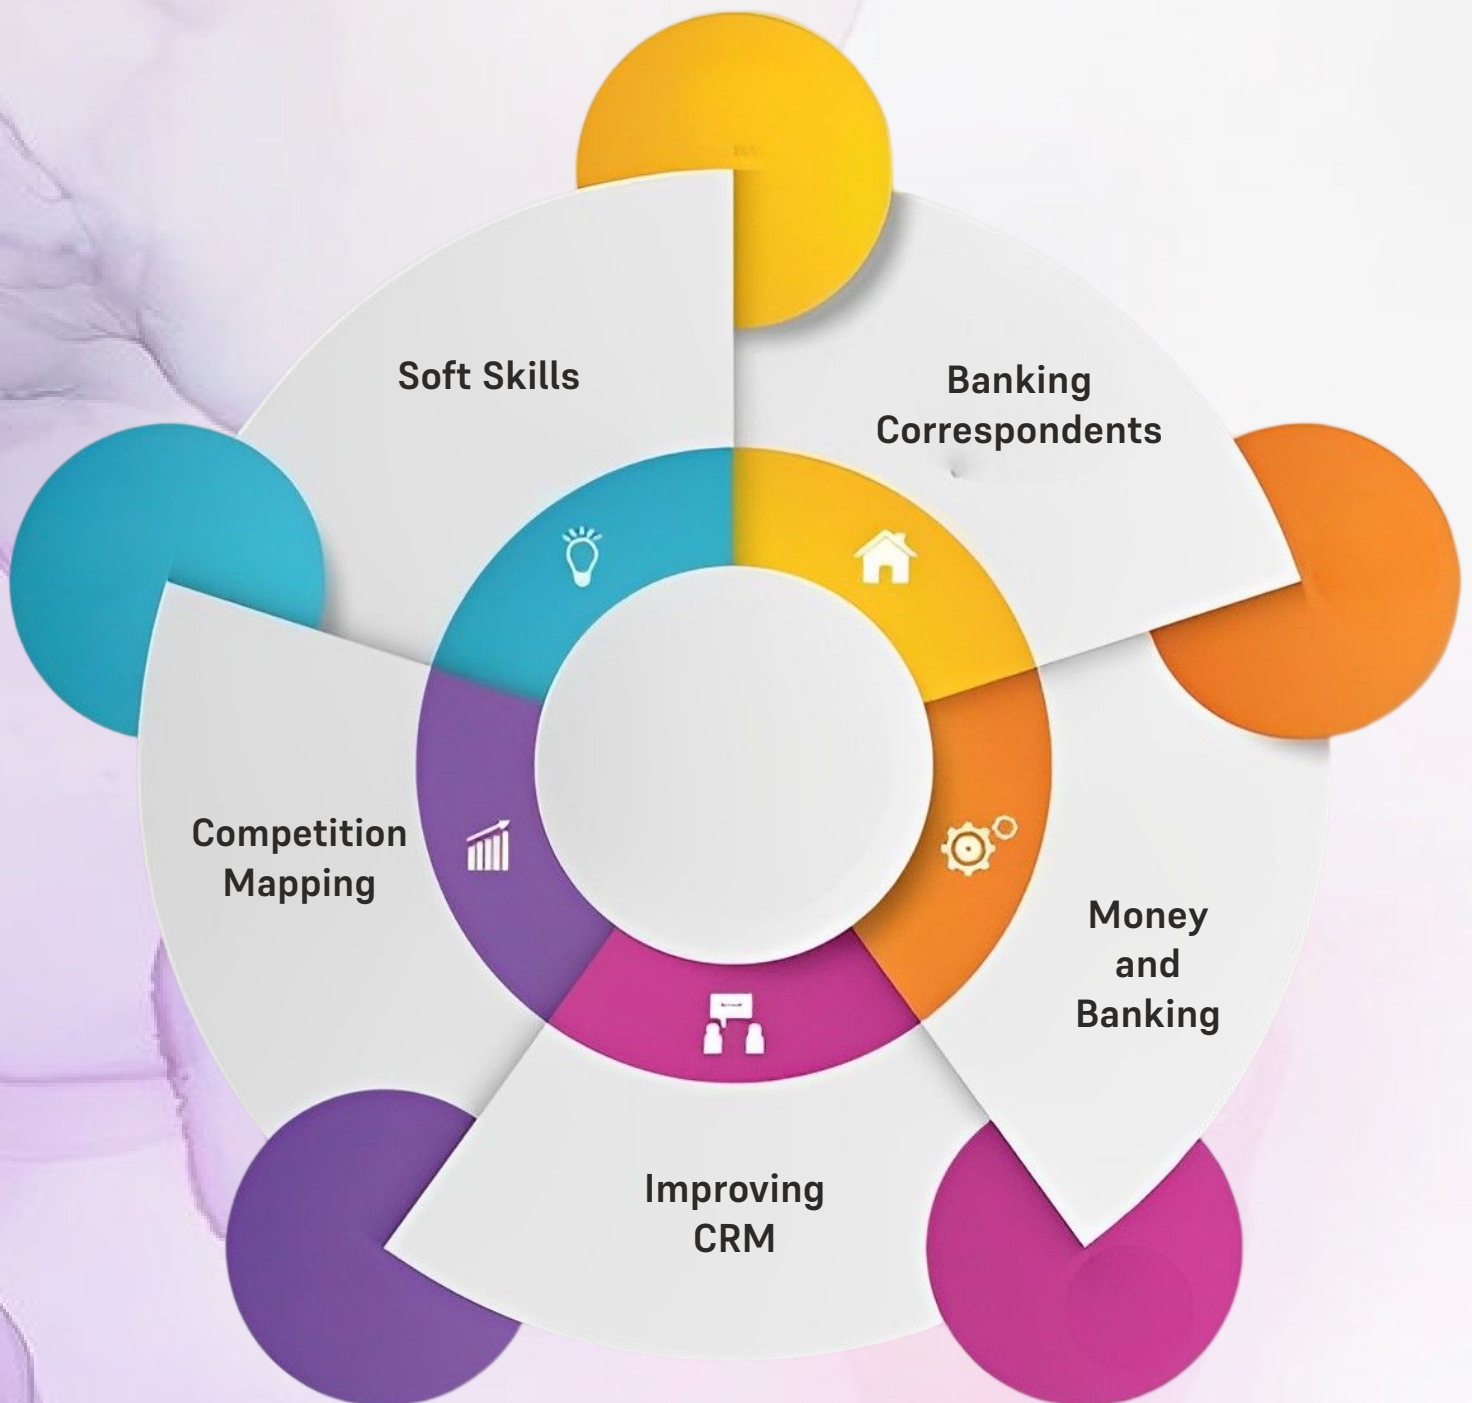 Soft Skills
Banking
Correspondents
Money
and
Banking
Improving
CRM
Competition
Mapping